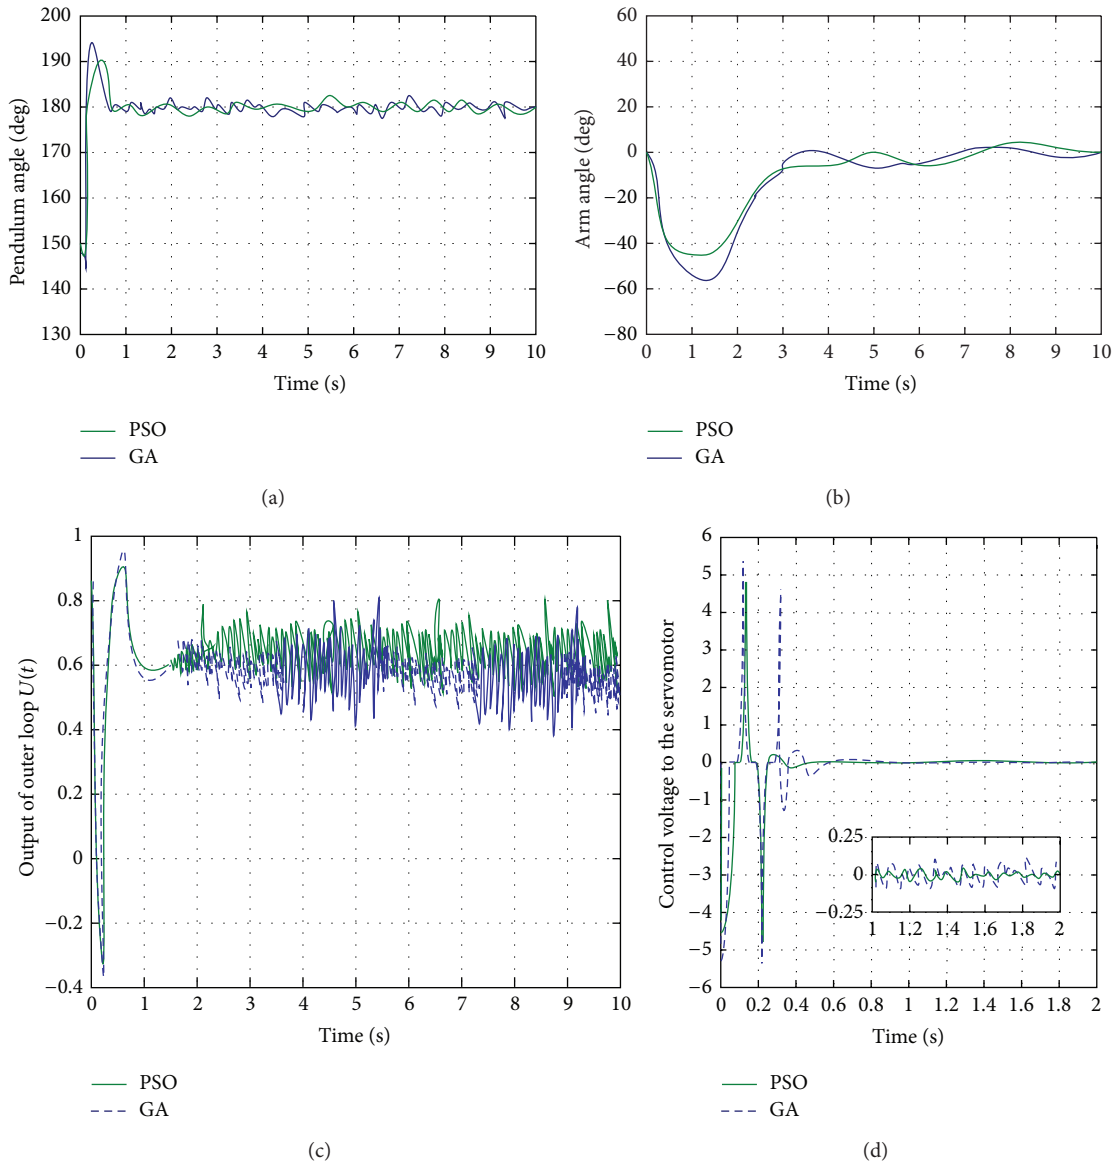 200
190
180
170
160
150
140
130
Pendulum angle (deg)
0 1 2 3 4 5 6 7 8 9 10
Time (s)
PSO
GA
(a)
60
40
20
0
−20
−40
−60
−80
Arm angle (deg)
0 1 2 3 4 5 6 7 8 9 10
Time (s)
PSO
GA
(b)
1
0.8
0.6
0.4
0.2
0
−0.2
−0.4
Output of outer loop U(t)
0 1 2 3 4 5 6 7 8 9 10
Time (s)
PSO
GA
(c)
6
5
4
3
2
1
0
−1
−2
−3
−4
−5
−6
Control voltage to the servomotor
0.25
0
−0.25
1 1.2 1.4 1.6 1.8 2
0 0.2 0.4 0.6 0.8 1 1.2 1.4 1.6 1.8 2
Time (s)
PSO
GA
(d)